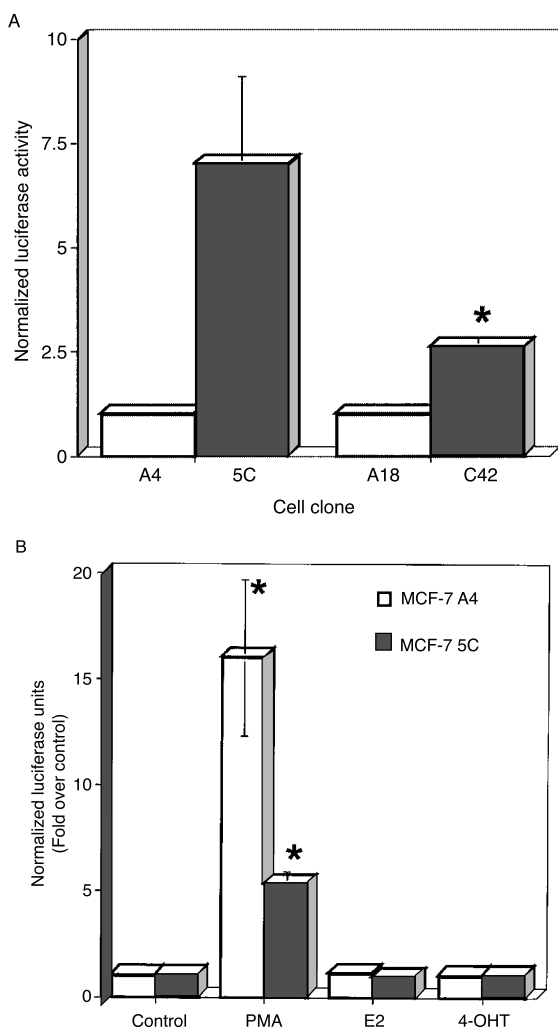 A
Normalized luciferase activity
10
7.5
5
2.5
0
*
A4 5C A18 C42
Cell clone
B
Normalized luciferase units
(Fold over control)
20
15
10
5
0
*
*
MCF-7 A4
MCF-7 5C
Control PMA E2 4-OHT